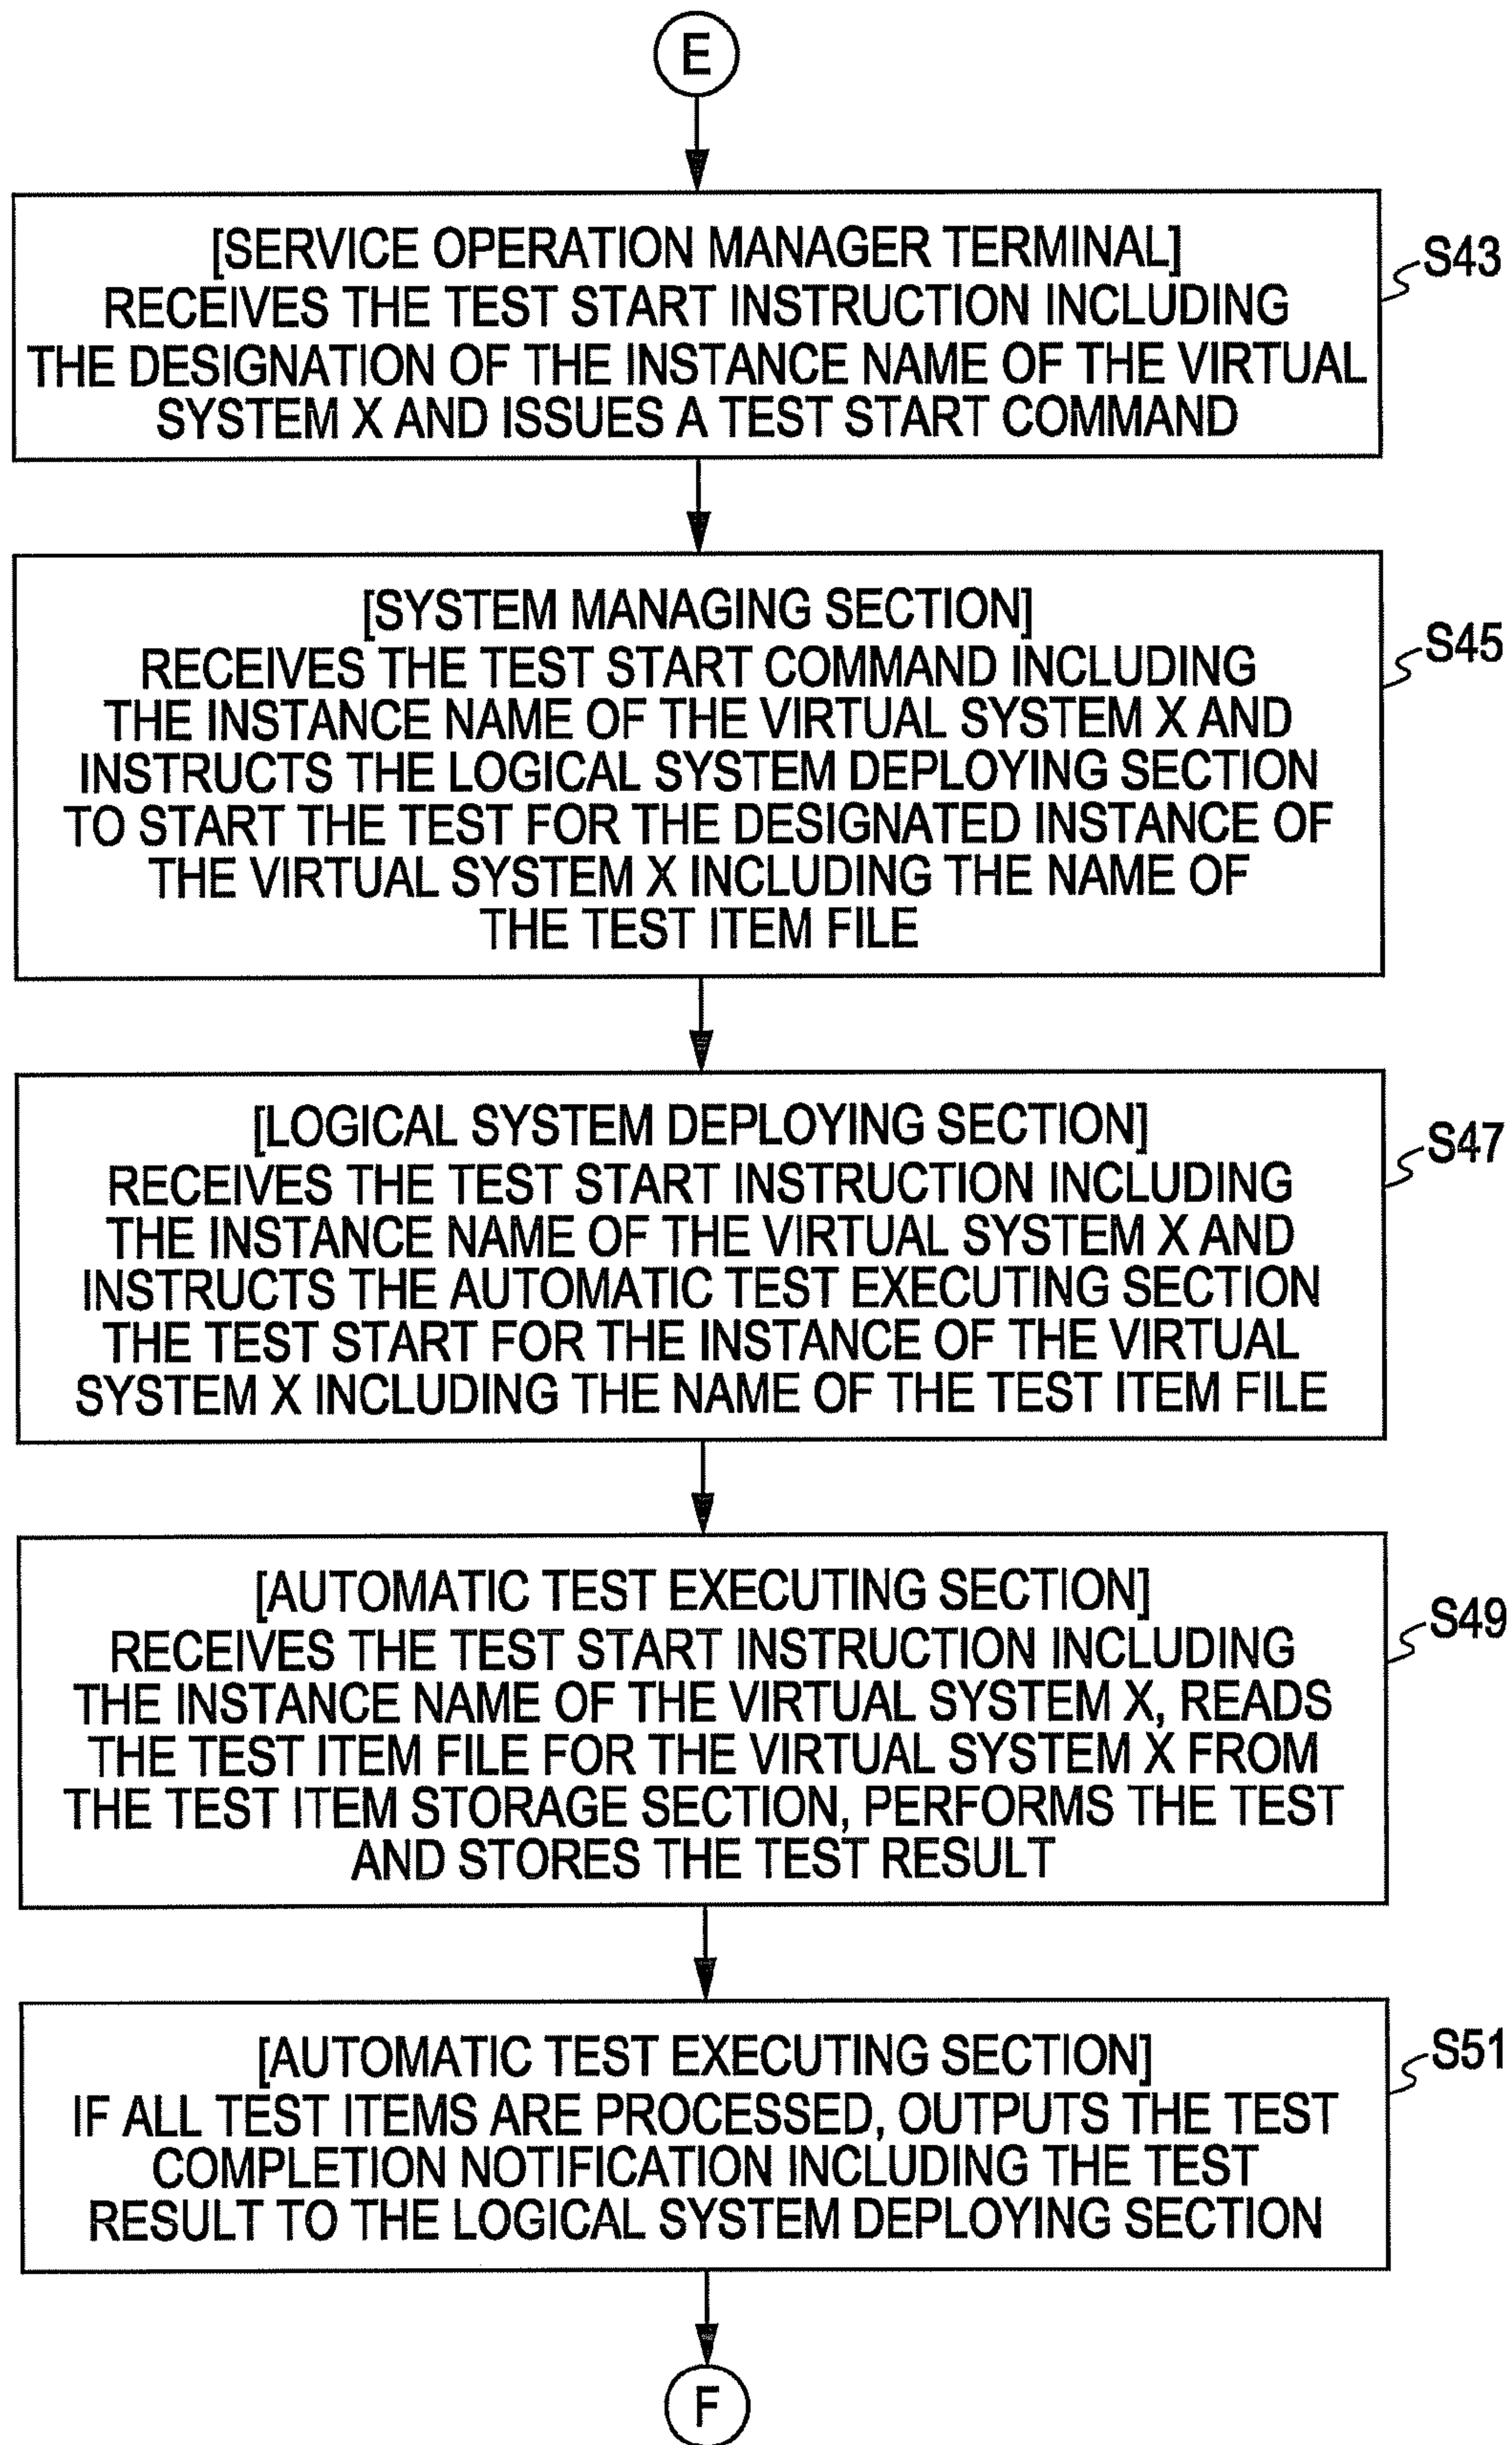 E
[SERVICE OPERATION MANAGER TERMINAL]
RECEIVES THE TEST START INSTRUCTION INCLUDING
THE DESIGNATION OF THE INSTANCE NAME OF THE VIRTUAL
SYSTEM X AND ISSUES A TEST START COMMAND
S43
[SYSTEM MANAGING SECTION]
RECEIVES THE TEST START COMMAND INCLUDING
THE INSTANCE NAME OF THE VIRTUAL SYSTEM X AND
INSTRUCTS THE LOGICAL SYSTEM DEPLOYING SECTION
TO START THE TEST FOR THE DESIGNATED INSTANCE OF
THE VIRTUAL SYSTEM X INCLUDING THE NAME OF
THE TEST ITEM FILE
S45
[LOGICAL SYSTEM DEPLOYING SECTION]
RECEIVES THE TEST START INSTRUCTION INCLUDING
THE INSTANCE NAME OF THE VIRTUAL SYSTEM X AND
INSTRUCTS THE AUTOMATIC TEST EXECUTING SECTION
THE TEST START FOR THE INSTANCE OF THE VIRTUAL
SYSTEM X INCLUDING THE NAME OF THE TEST ITEM FILE
S47
[AUTOMATIC TEST EXECUTING SECTION]
RECEIVES THE TEST START INSTRUCTION INCLUDING
THE INSTANCE NAME OF THE VIRTUAL SYSTEM X, READS
THE TEST ITEM FILE FOR THE VIRTUAL SYSTEM X FROM
THE TEST ITEM STORAGE SECTION, PERFORMS THE TEST
AND STORES THE TEST RESULT
S49
[AUTOMATIC TEST EXECUTING SECTION]
IF ALL TEST ITEMS ARE PROCESSED, OUTPUTS THE TEST
COMPLETION NOTIFICATION INCLUDING THE TEST
RESULT TO THE LOGICAL SYSTEM DEPLOYING SECTION
S51
F